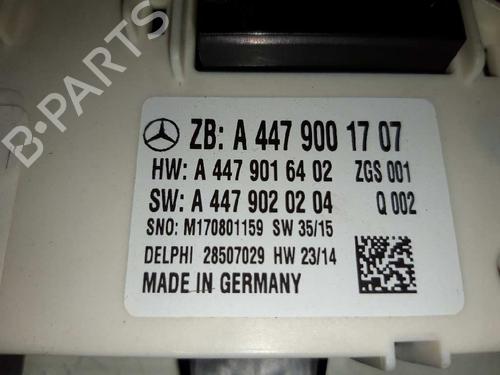 ZB: A 447 900 17 07
HW: A 447 901 64 02 ZGS 001
SW: A 447 902 02 04 Q 002
SNO: M170801159 SW 35/15
DELPHI 28507029 HW 23/14
MADE IN GERMANY
B-PARTS